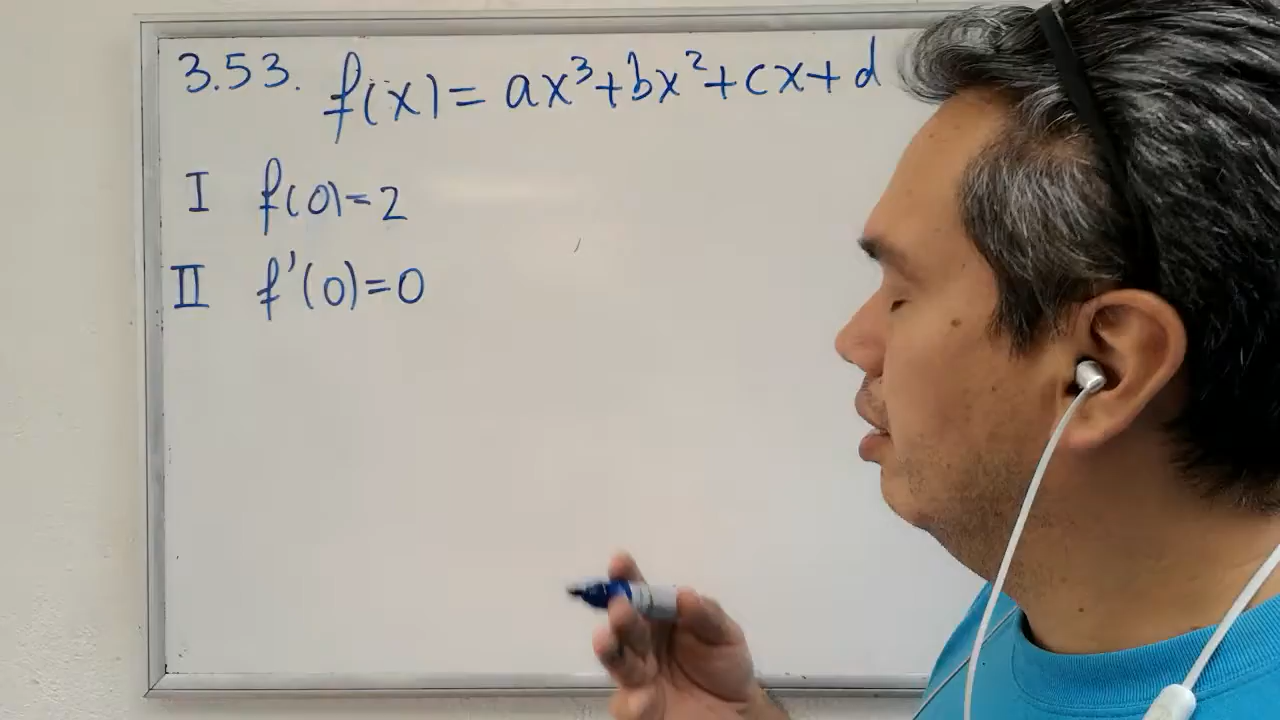 3.53. f(x)= ax³+bx²+cx+d
I f(0)=2
II f'(0)=0